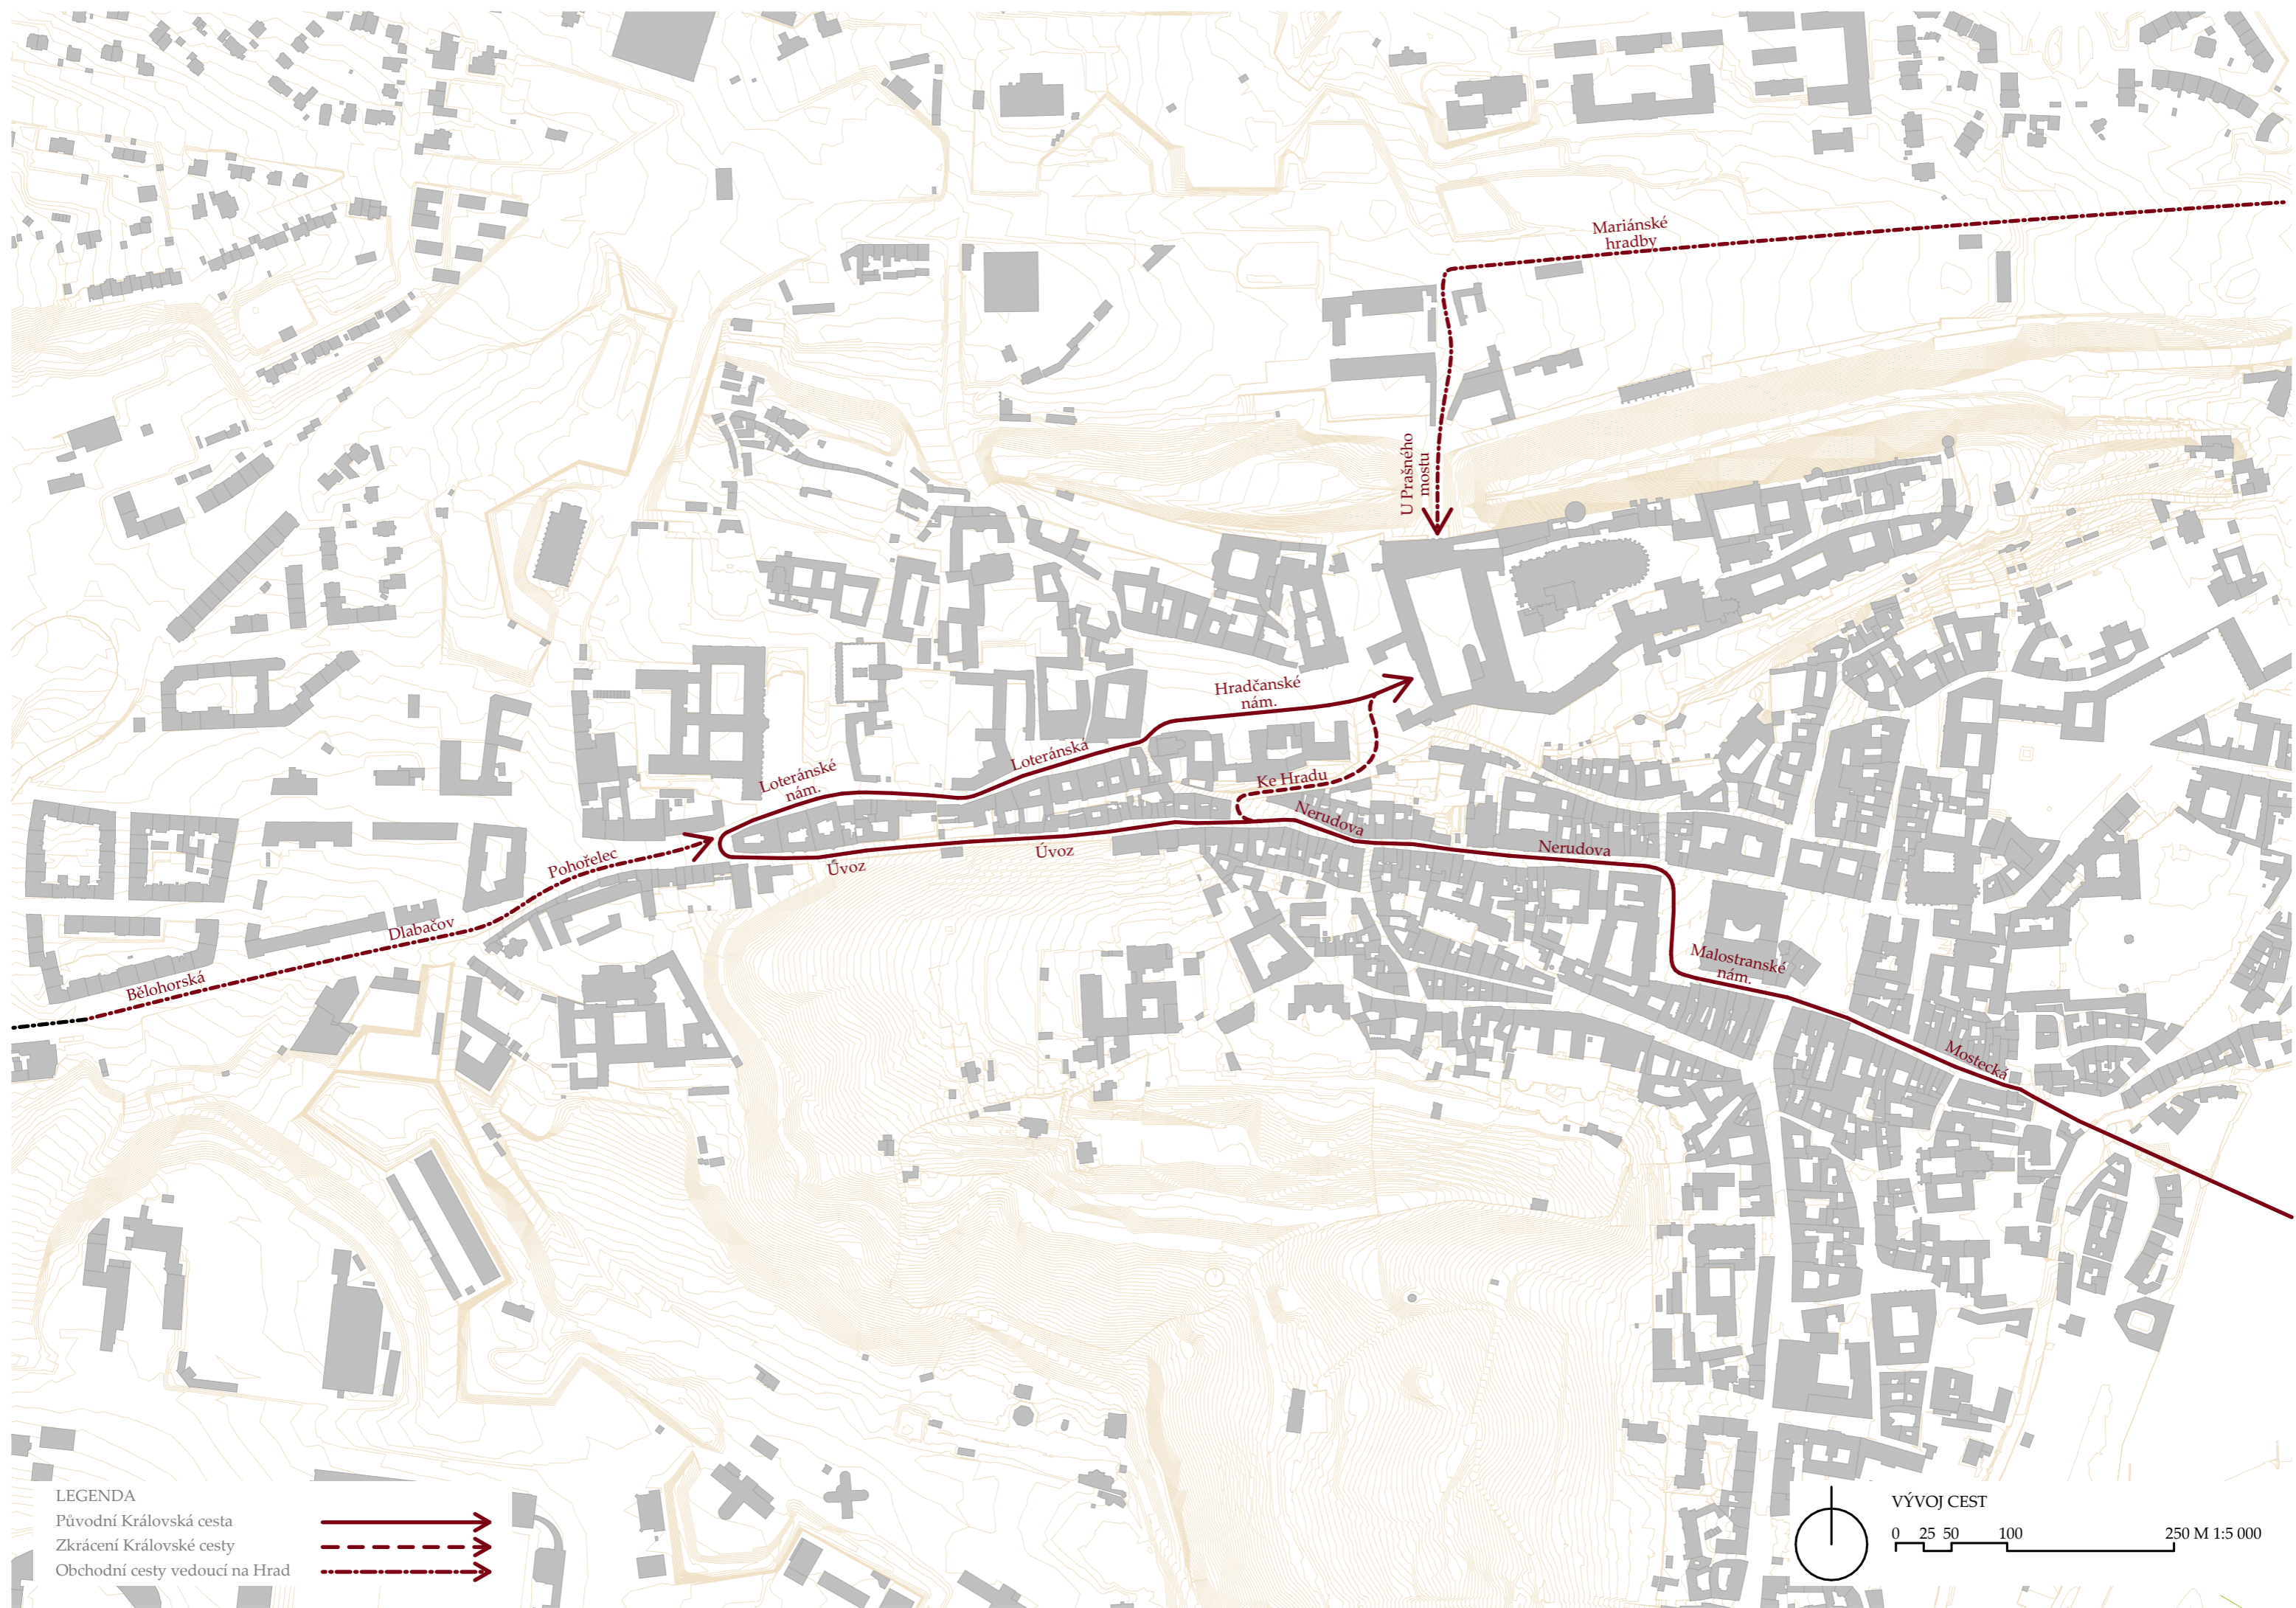 Mariánské
hradby
U Prašného
mostu
Hradčanské
nám.
Loteránská
Loteránské
nám.
Ke Hradu
Nerudova
Nerudova
Pohořelec
Úvoz
Úvoz
Dlabačov
Bělohorská
Malostranské
nám.
Mostecká
LEGENDA
Původní Královská cesta
Zkrácení Královské cesty
Obchodní cesty vedoucí na Hrad
VÝVOJ CEST
0 25 50 100 250 M 1:5 000